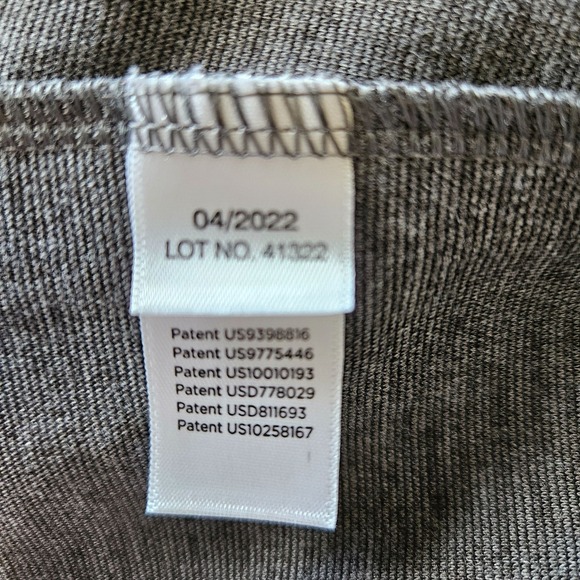 04/2022
LOT NO. 41322
Patent US9398816
Patent US9775446
Patent US10010193
Patent USD778029
Patent USD811693
Patent US10258167